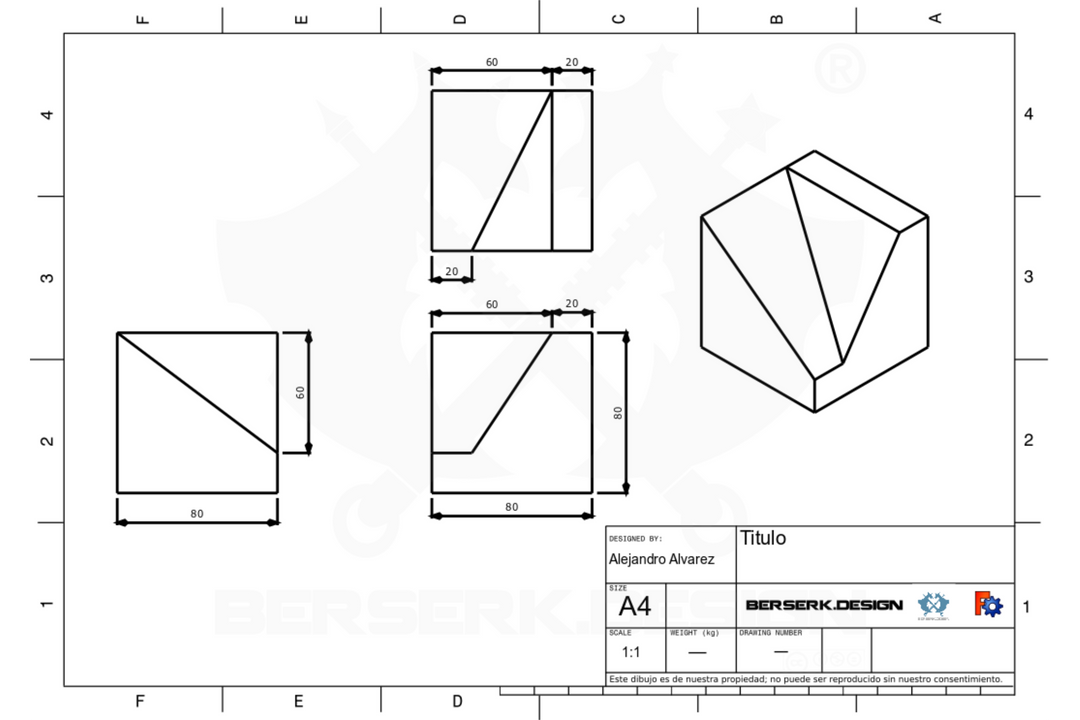 F E D C B A
60 20
4 4
®
3 3
20
60 20
60
80
2 2
80
80
DESIGNED BY:
Alejandro Alvarez
Titulo
SIZE
A4
BERSERK.DESIGN
1 1
BERSERK.DESIGN
SCALE
1:1
WEIGHT (kg)
—
DRAWING NUMBER
—
Este dibujo es de nuestra propiedad; no puede ser reproducido sin nuestro consentimiento.
F E D